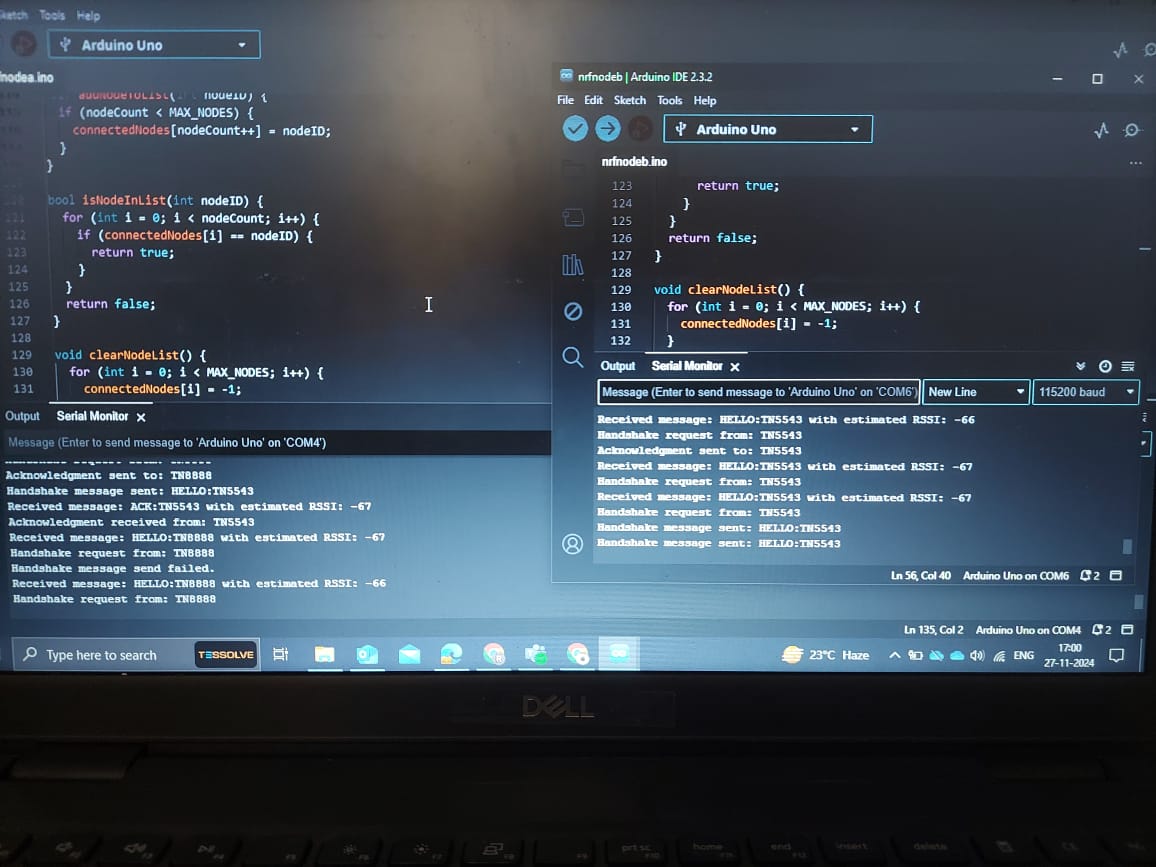 Sketch Tools Help
Arduino Uno
nodea.ino
nodeID) {
if (nodeCount < MAX_NODES) {
connectedNodes[nodeCount++] = nodeID;
}
}
120 bool isNodeInList(int nodeID) {
121 for (int i = 0; i < nodeCount; i++) {
122 if (connectedNodes[i] == nodeID) {
123 return true;
124 }
125 }
126 return false;
127 }
128
129 void clearNodeList() {
130 for (int i = 0; i < MAX_NODES; i++) {
131 connectedNodes[i] = -1;
Output Serial Monitor
Message (Enter to send message to 'Arduino Uno' on 'COM4')
Acknowledgment sent to: TN8888
Handshake message sent: HELLO:TN5543
Received message: ACK:TN5543 with estimated RSSI: -67
Acknowledgment received from: TN5543
Received message: HELLO:TN8888 with estimated RSSI: -67
Handshake request from: TN8888
Handshake message send failed.
Received message: HELLO:TN8888 with estimated RSSI: -66
Handshake request from: TN8888
nrfnodeb | Arduino IDE 2.3.2
File Edit Sketch Tools Help
Arduino Uno
nrfnodeb.ino
123 return true;
124 }
125 }
126 return false;
127 }
128
129 void clearNodeList() {
130 for (int i = 0; i < MAX_NODES; i++) {
131 connectedNodes[i] = -1;
132 }
Output Serial Monitor
Message (Enter to send message to 'Arduino Uno' on 'COM6') New Line 115200 baud
Received message: HELLO:TN5543 with estimated RSSI: -66
Handshake request from: TN5543
Acknowledgment sent to: TN5543
Received message: HELLO:TN5543 with estimated RSSI: -67
Handshake request from: TN5543
Received message: HELLO:TN5543 with estimated RSSI: -67
Handshake request from: TN5543
Handshake message sent: HELLO:TN5543
Handshake message sent: HELLO:TN5543
Ln 56, Col 40 Arduino Uno on COM6 2
Ln 135, Col 2 Arduino Uno on COM4 2
Type here to search TESSOLVE 23°C Haze ENG 17:00
27-11-2024
DELL
prt sc home end insert delete